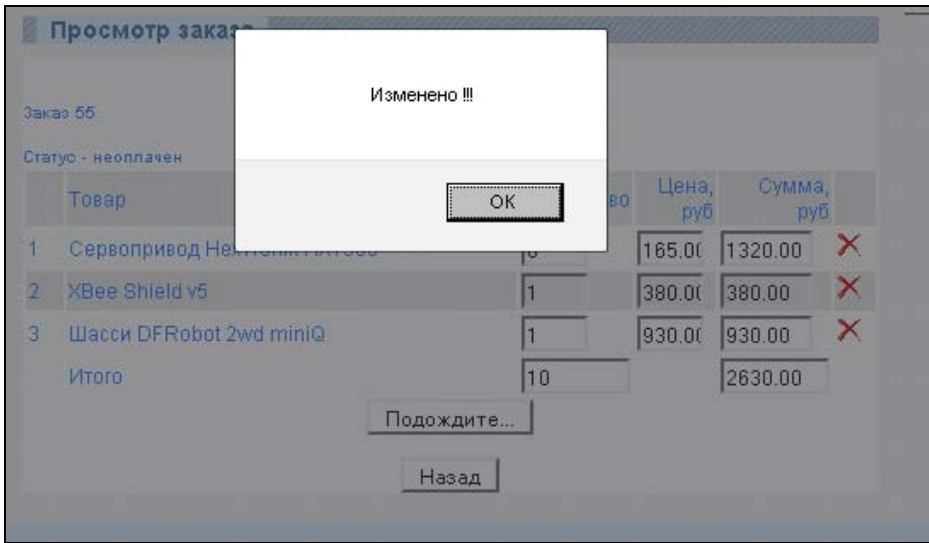 Просмотр заказ
Изменено !!!
Заказ 55
Статус - неоплачен
OK
Товар во Цена, руб Сумма, руб
1 Сервопривод 165.0 1320.00
2 XBee Shield v5 1 380.0 380.00
3 Шасси DFRobot 2wd miniQ 1 930.0 930.00
Итого 10 2630.00
Подождите...
Назад